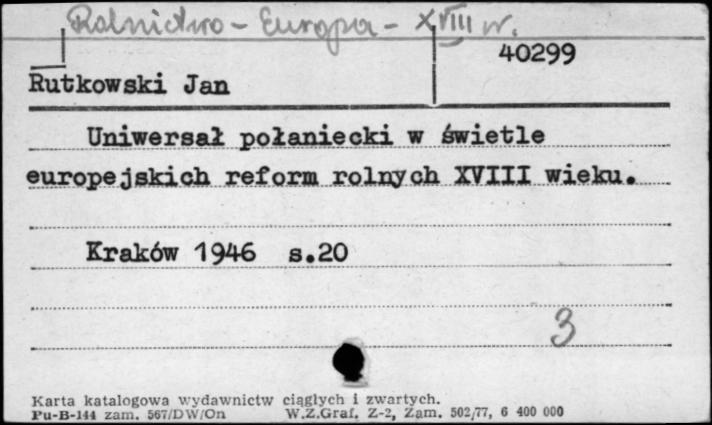 Rolnictwo - Europa - XVIII w.
40299
Rutkowski Jan
Uniwersał połaniecki w świetle
europejskich reform rolnych XVIII wieku.
Kraków 1946 s.20
3
Karta katalogowa wydawnictw ciągłych i zwartych.
Pu-B-144 zam. 567/DW/On W.Z.Graf. Z-2, Zam. 502/77, 6 400 000